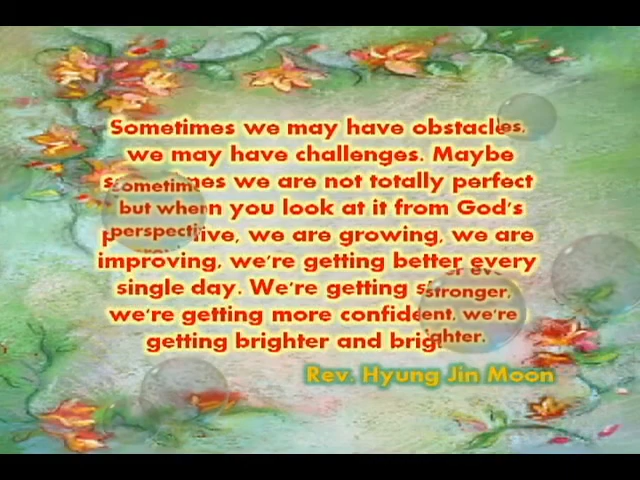 Sometimes we may have obstacles,
we may have challenges. Maybe
sometimes we are not totally perfect
but when you look at it from God's
perspective, we are growing, we are
improving, we're getting better every
single day. We're getting stronger,
we're getting more confident, we're
getting brighter and brighter.
Rev. Hyung Jin Moon